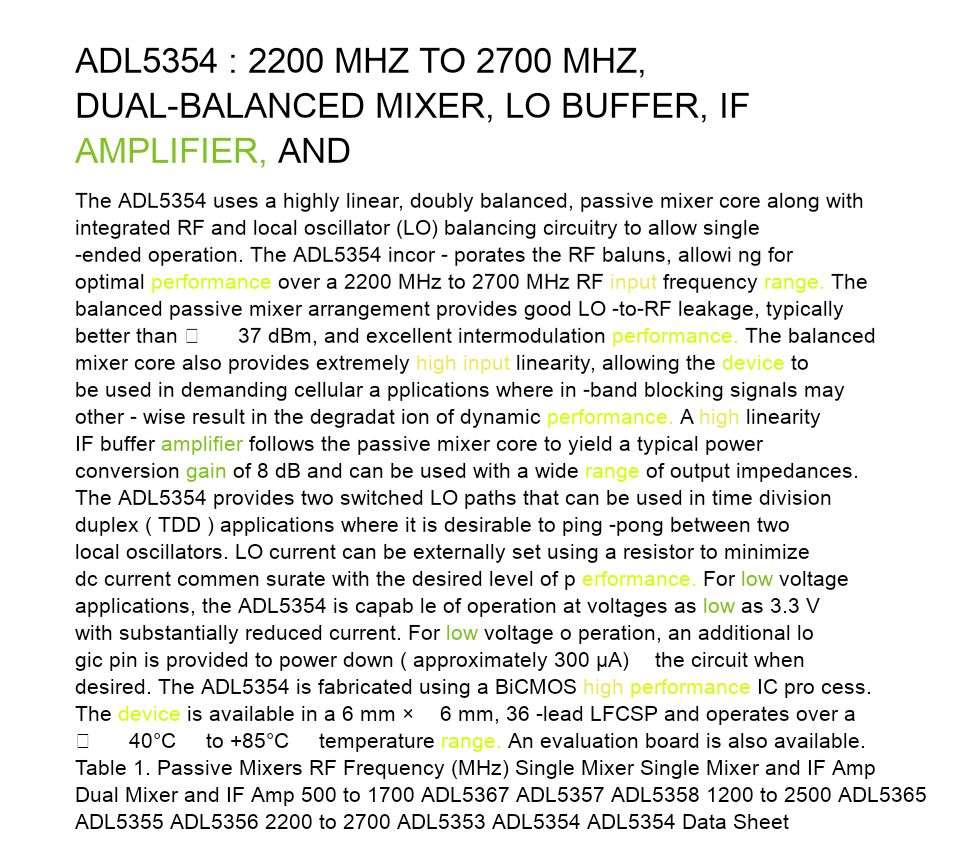 ADL5354 : 2200 MHZ TO 2700 MHZ,
DUAL-BALANCED MIXER, LO BUFFER, IF
AMPLIFIER, AND
The ADL5354 uses a highly linear, doubly balanced, passive mixer core along with
integrated RF and local oscillator (LO) balancing circuitry to allow single
-ended operation. The ADL5354 incor - porates the RF baluns, allowi ng for
optimal performance over a 2200 MHz to 2700 MHz RF input frequency range. The
balanced passive mixer arrangement provides good LO -to-RF leakage, typically
better than □ 37 dBm, and excellent intermodulation performance. The balanced
mixer core also provides extremely high input linearity, allowing the device to
be used in demanding cellular a pplications where in -band blocking signals may
other - wise result in the degradat ion of dynamic performance. A high linearity
IF buffer amplifier follows the passive mixer core to yield a typical power
conversion gain of 8 dB and can be used with a wide range of output impedances.
The ADL5354 provides two switched LO paths that can be used in time division
duplex ( TDD ) applications where it is desirable to ping -pong between two
local oscillators. LO current can be externally set using a resistor to minimize
dc current commen surate with the desired level of p erformance. For low voltage
applications, the ADL5354 is capab le of operation at voltages as low as 3.3 V
with substantially reduced current. For low voltage o peration, an additional lo
gic pin is provided to power down ( approximately 300 µA) the circuit when
desired. The ADL5354 is fabricated using a BiCMOS high performance IC pro cess.
The device is available in a 6 mm × 6 mm, 36 -lead LFCSP and operates over a
□ 40°C to +85°C temperature range. An evaluation board is also available.
Table 1. Passive Mixers RF Frequency (MHz) Single Mixer Single Mixer and IF Amp
Dual Mixer and IF Amp 500 to 1700 ADL5367 ADL5357 ADL5358 1200 to 2500 ADL5365
ADL5355 ADL5356 2200 to 2700 ADL5353 ADL5354 ADL5354 Data Sheet